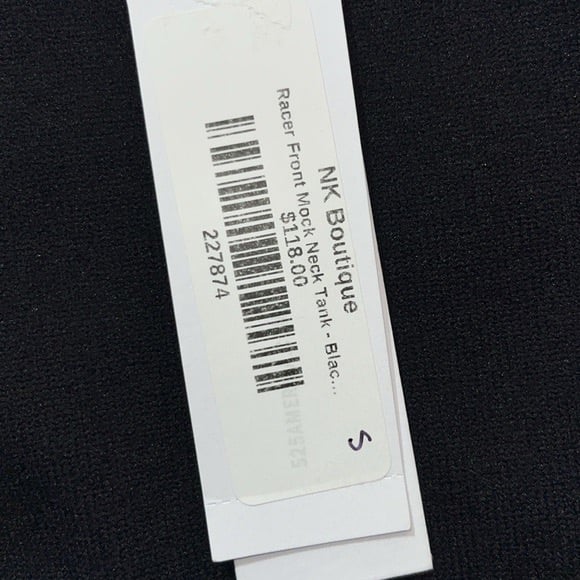 NK Boutique
Racer Front Mock Neck Tank - Blac...
$118.00
227874
S